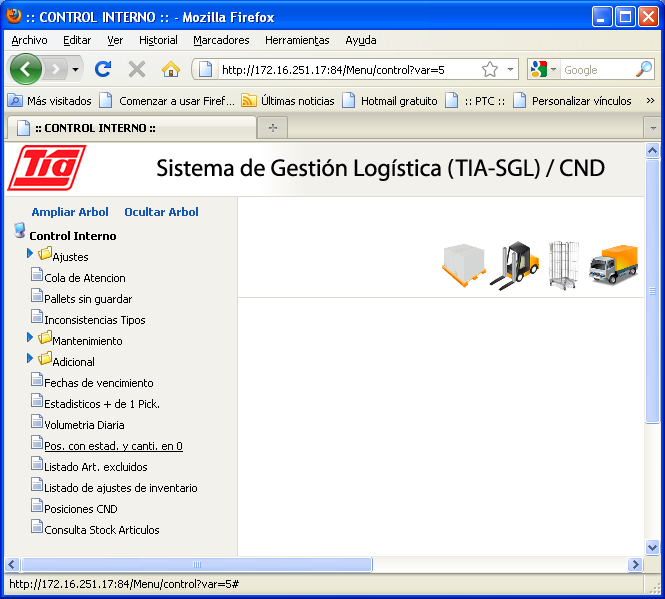 :: CONTROL INTERNO :: - Mozilla Firefox
Archivo Editar Ver Historial Marcadores Herramientas Ayuda
http://172.16.251.17:84/Menu/control?var=5 Google
Más visitados Comenzar a usar Firef... Últimas noticias Hotmail gratuito :: PTC :: Personalizar vínculos »
:: CONTROL INTERNO ::
Tia Sistema de Gestión Logística (TIA-SGL) / CND
Ampliar Arbol Ocultar Arbol
Control Interno
Ajustes
Cola de Atencion
Pallets sin guardar
Inconsistencias Tipos
Mantenimiento
Adicional
Fechas de vencimiento
Estadisticos + de 1 Pick.
Volumetria Diaria
Pos. con estad. y canti. en 0
Listado Art. excluidos
Listado de ajustes de inventario
Posiciones CND
Consulta Stock Articulos
http://172.16.251.17:84/Menu/control?var=5#